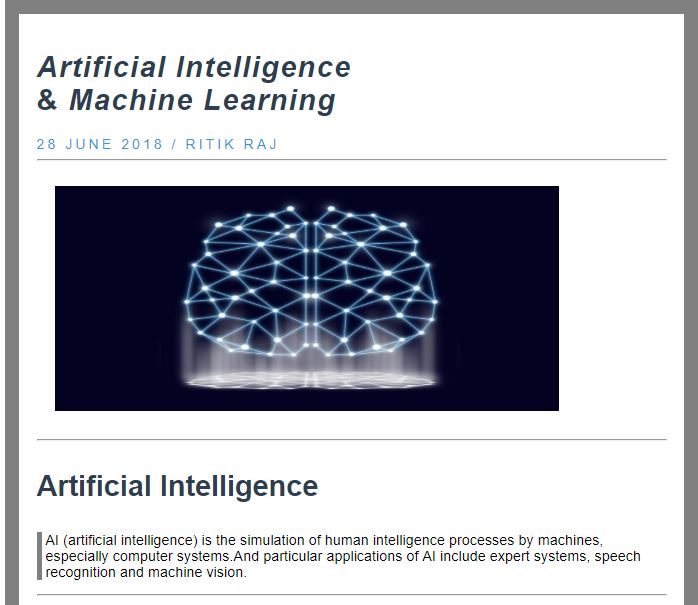 Artificial Intelligence
& Machine Learning
28 JUNE 2018 / RITIK RAJ
Artificial Intelligence
AI (artificial intelligence) is the simulation of human intelligence processes by machines,
especially computer systems.And particular applications of AI include expert systems, speech
recognition and machine vision.